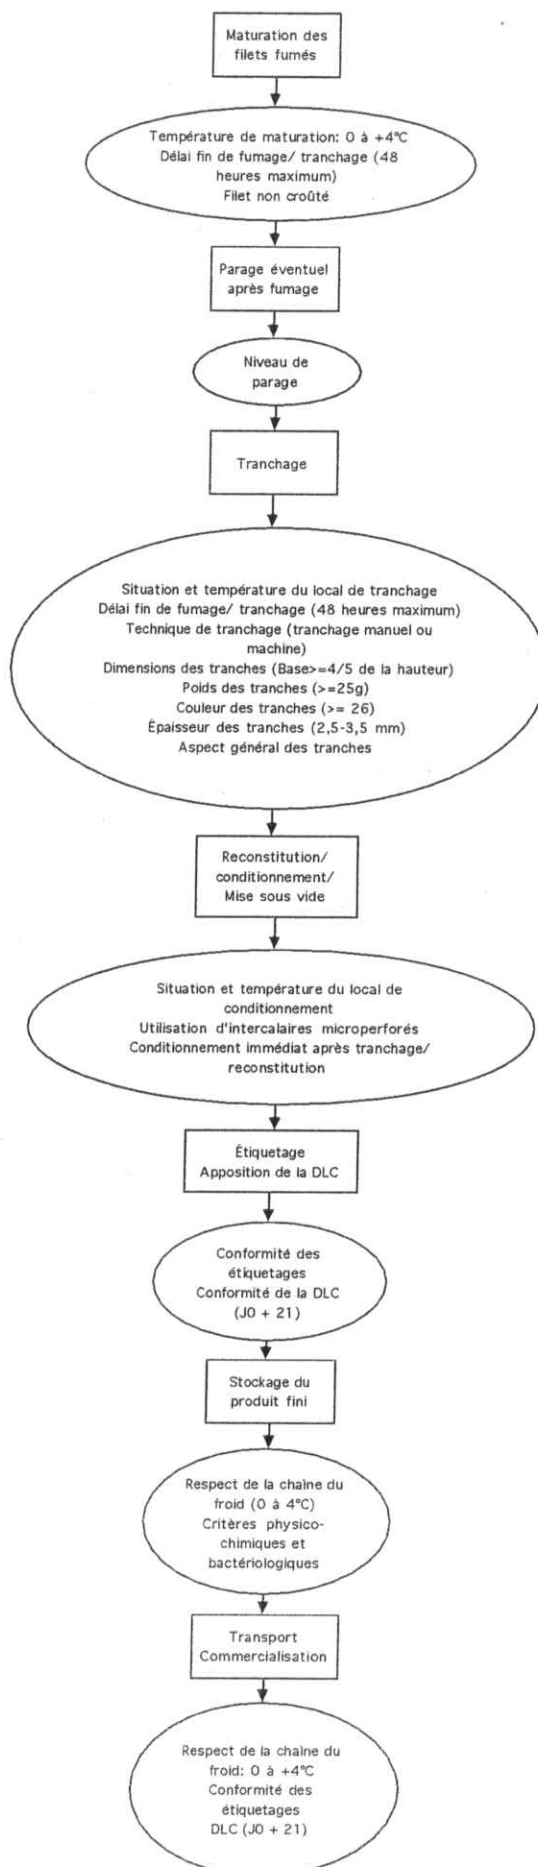 Maturation des
filets fumés
Température de maturation: 0 à +4°C
Délai fin de fumage/ tranchage (48
heures maximum)
Filet non croûté
Parage éventuel
après fumage
Niveau de
parage
Tranchage
Situation et température du local de tranchage
Délai fin de fumage/ tranchage (48 heures maximum)
Technique de tranchage (tranchage manuel ou
machine)
Dimensions des tranches (Base>=4/5 de la hauteur)
Poids des tranches (>=25g)
Couleur des tranches (>= 26)
Épaisseur des tranches (2,5-3,5 mm)
Aspect général des tranches
Reconstitution/
conditionnement/
Mise sous vide
Situation et température du local de
conditionnement
Utilisation d'intercalaires microperforés
Conditionnement immédiat après tranchage/
reconstitution
Étiquetage
Apposition de la DLC
Conformité des
étiquetages
Conformité de la DLC
(J0 + 21)
Stockage du
produit fini
Respect de la chaîne du
froid (0 à 4°C)
Critères physico-
chimiques et
bactériologiques
Transport
Commercialisation
Respect de la chaîne du
froid: 0 à +4°C
Conformité des
étiquetages
DLC (J0 + 21)